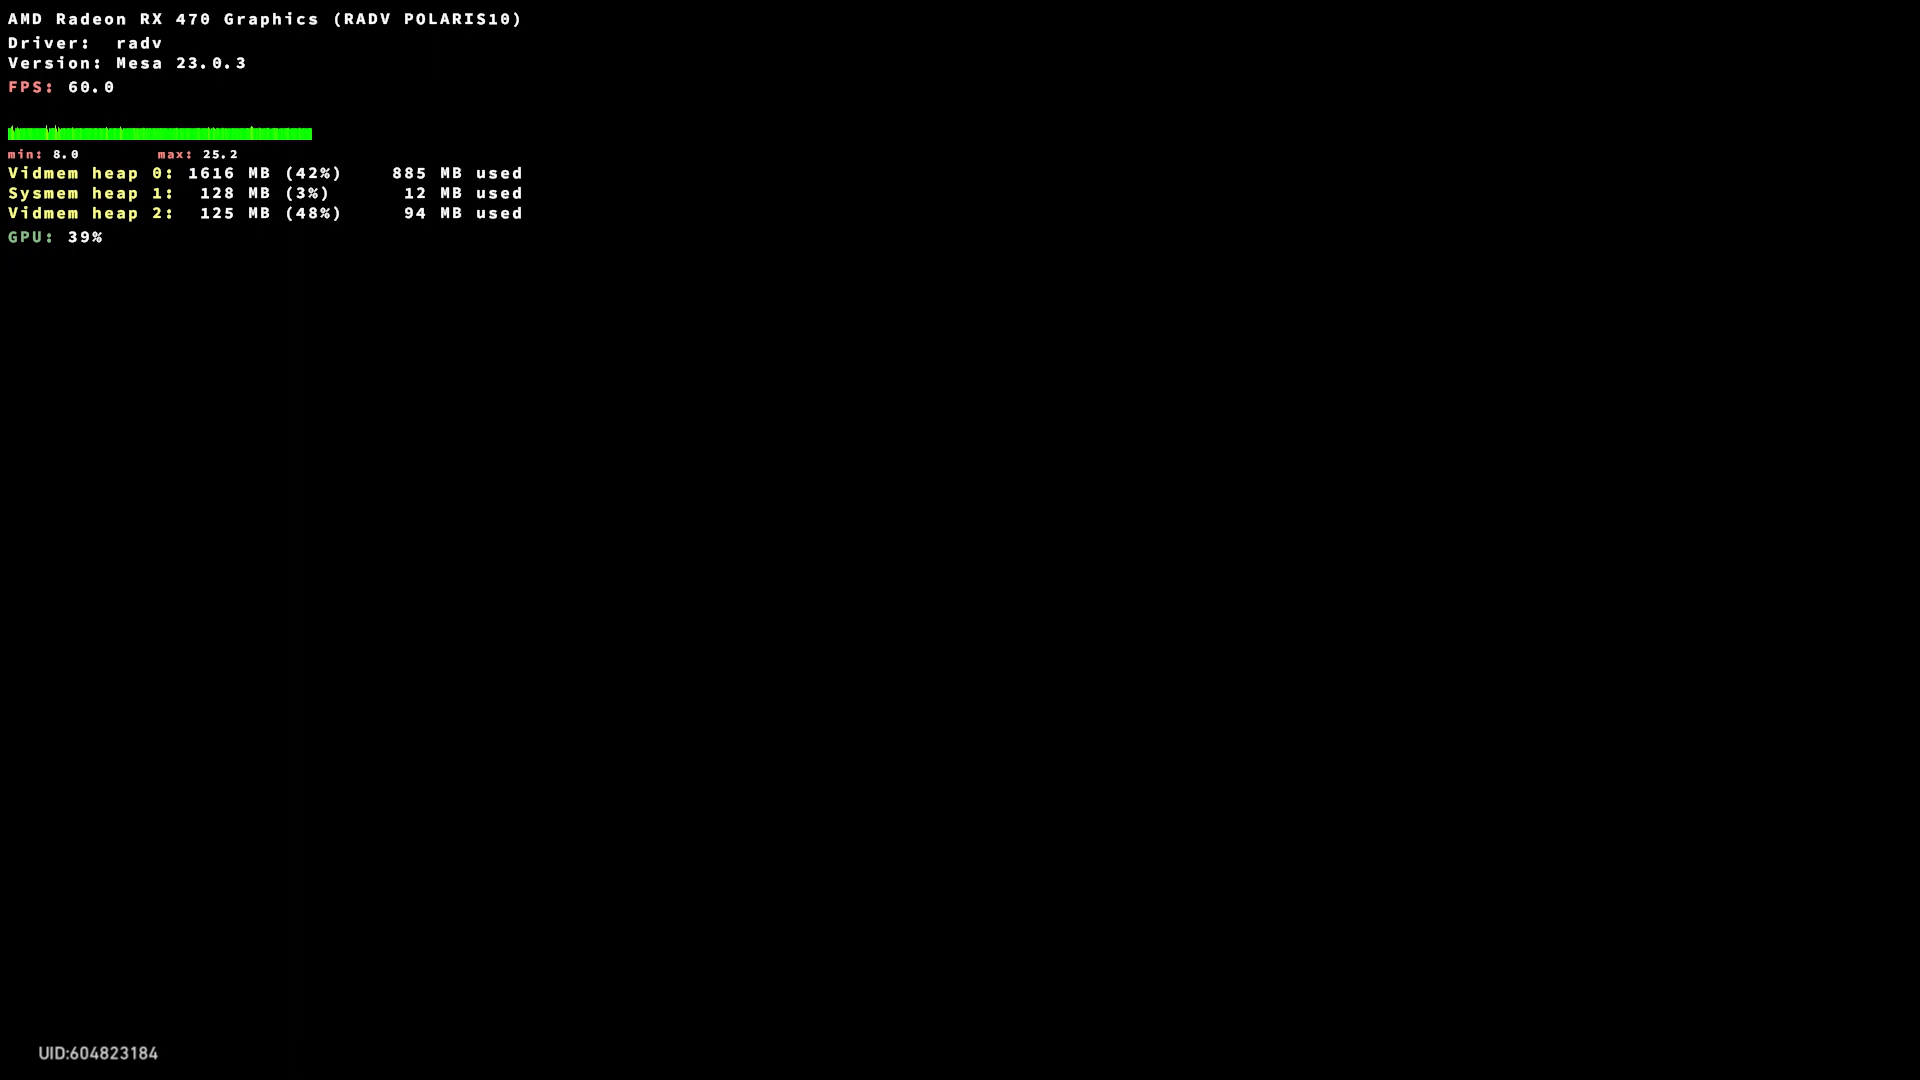 AMD Radeon RX 470 Graphics (RADV POLARIS10)
Driver: radv
Version: Mesa 23.0.3
FPS: 60.0
min: 8.0 max: 25.2
Vidmem heap 0: 1616 MB (42%) 885 MB used
Sysmem heap 1: 128 MB (3%) 12 MB used
Vidmem heap 2: 125 MB (48%) 94 MB used
GPU: 39%
UID:604823184